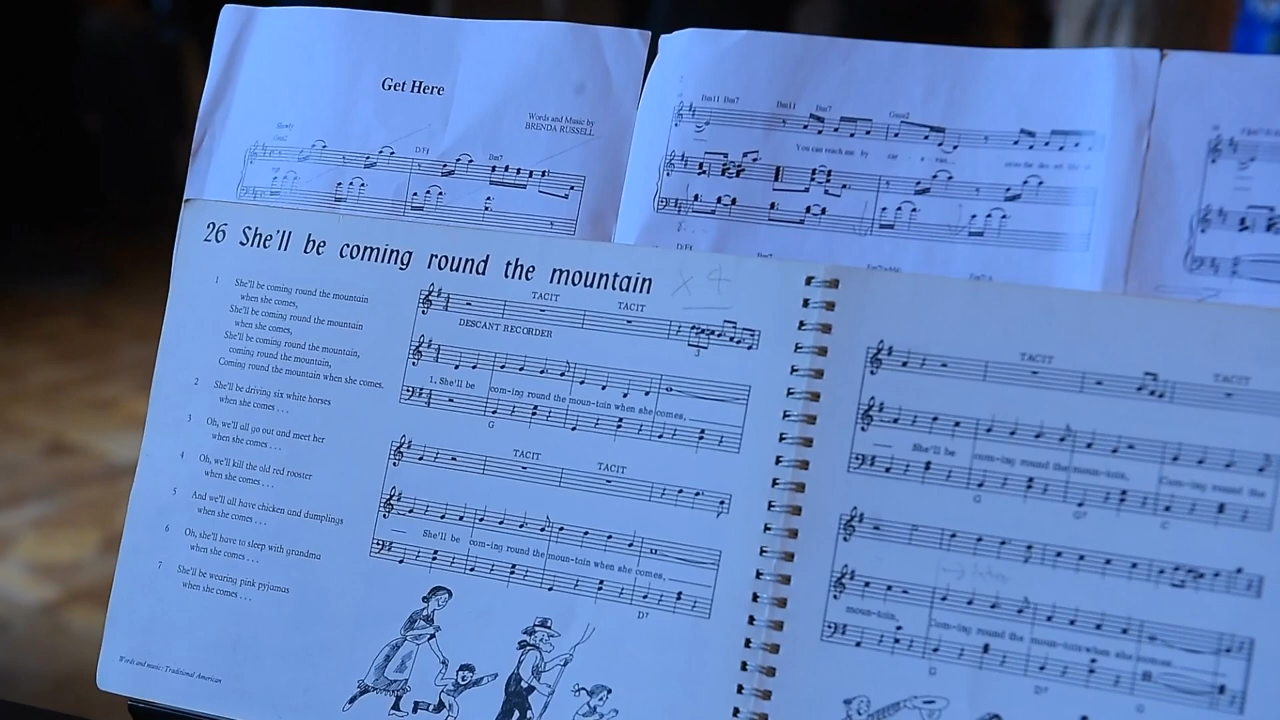 Get Here
Words and Music by
BRENDA RUSSELL
Gsus2
D/F♯
Bm7
Bm11 Bm7
Bm11
Bm7
Gsus2
You can reach me by
car - a - van,
D/F♯
Bm7
26 She'll be coming round the mountain
x 4
1 She'll be coming round the mountain
when she comes,
She'll be coming round the mountain
when she comes,
She'll be coming round the mountain,
coming round the mountain,
Coming round the mountain when she comes.
2 She'll be driving six white horses
when she comes . . .
3 Oh, we'll all go out and meet her
when she comes . . .
4 Oh, we'll kill the old red rooster
when she comes . . .
5 And we'll all have chicken and dumplings
when she comes . . .
6 Oh, she'll have to sleep with grandma
when she comes . . .
7 She'll be wearing pink pyjamas
when she comes . . .
Words and music: Traditional American
TACIT
TACIT
DESCANT RECORDER
3
1. She'll be com-ing round the moun-tain when she comes,
G
TACIT
TACIT
She'll be com-ing round the moun-tain when she comes,
D7
TACIT
TACIT
She'll be com-ing round the moun-tain, Com-ing round the
G
G7
C
moun-tain, Com-ing round the moun-tain when she comes.
G
D7
G